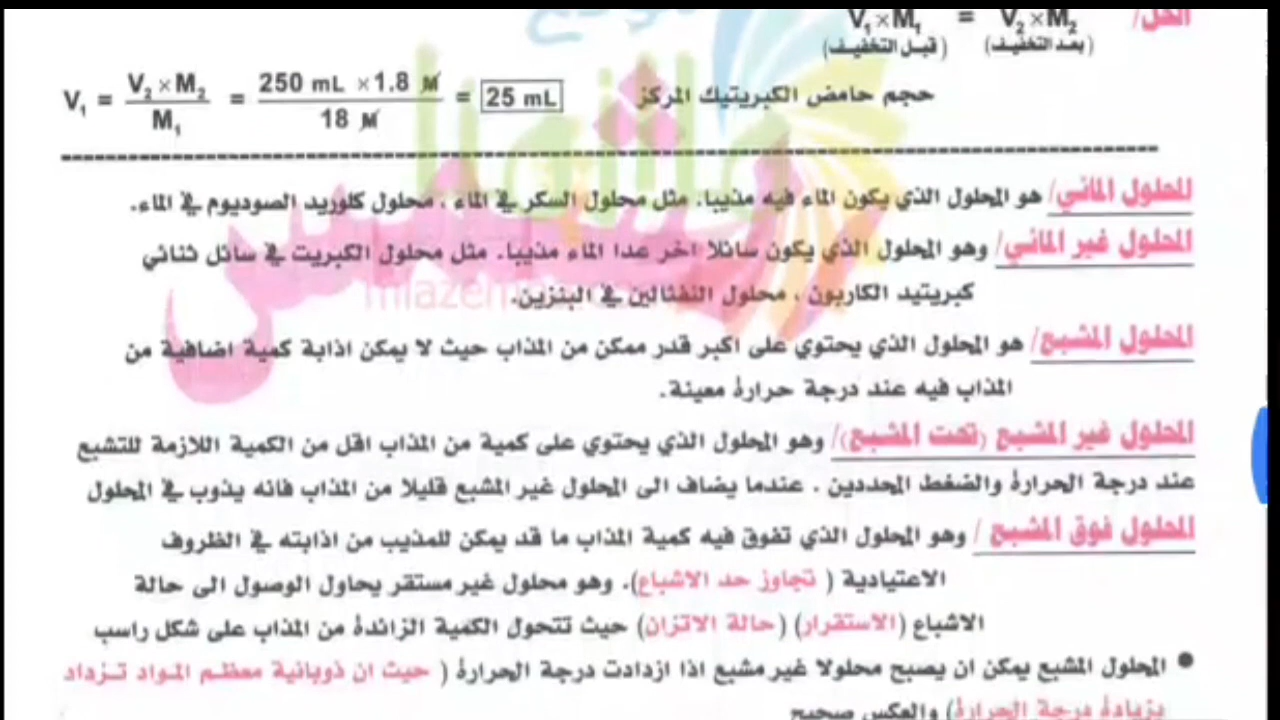 الحل/ V₁ × M₁ = V₂ × M₂
(قبل التخفيف) (بعد التخفيف)
V₁ = V₂ × M₂ / M₁ = 250 mL × 1.8 M / 18 M = 25 mL حجم حامض الكبريتيك المركز
المحلول المائي/ هو المحلول الذي يكون الماء فيه مذيبا. مثل محلول السكر في الماء ، محلول كلوريد الصوديوم في الماء.
المحلول غير المائي/ وهو المحلول الذي يكون سائلا اخر عدا الماء مذيبا. مثل محلول الكبريت في سائل ثنائي
كبريتيد الكاربون ، محلول النفثالين في البنزين.
المحلول المشبع/ هو المحلول الذي يحتوي على اكبر قدر ممكن من المذاب حيث لا يمكن اذابة كمية اضافية من
المذاب فيه عند درجة حرارة معينة.
المحلول غير المشبع (تحت المشبع)/ وهو المحلول الذي يحتوي على كمية من المذاب اقل من الكمية اللازمة للتشبع
عند درجة الحرارة والضغط المحددين . عندما يضاف الى المحلول غير المشبع قليلا من المذاب فانه يذوب في المحلول
المحلول فوق المشبع / وهو المحلول الذي تفوق فيه كمية المذاب ما قد يمكن للمذيب من اذابته في الظروف
الاعتيادية ( تجاوز حد الاشباع). وهو محلول غير مستقر يحاول الوصول الى حالة
الاشباع (الاستقرار) (حالة الاتزان) حيث تتحول الكمية الزائدة من المذاب على شكل راسب
● المحلول المشبع يمكن ان يصبح محلولا غير مشبع اذا ازدادت درجة الحرارة ( حيث ان ذوبانية معظم المواد تزداد
بزيادة درجة الحرارة) والعكس صحيح